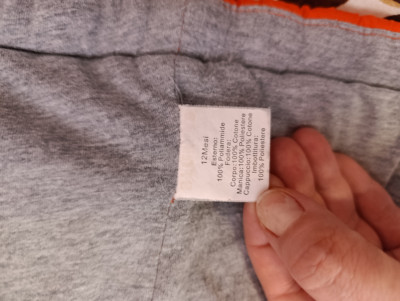 12Mesi
Esterno:
100% Poliammide
Fodera:
Corpo:100% Cotone
Manica:100% Poliestere
Cappuccio:100% Cotone
Imbottitura:
100% Poliestere